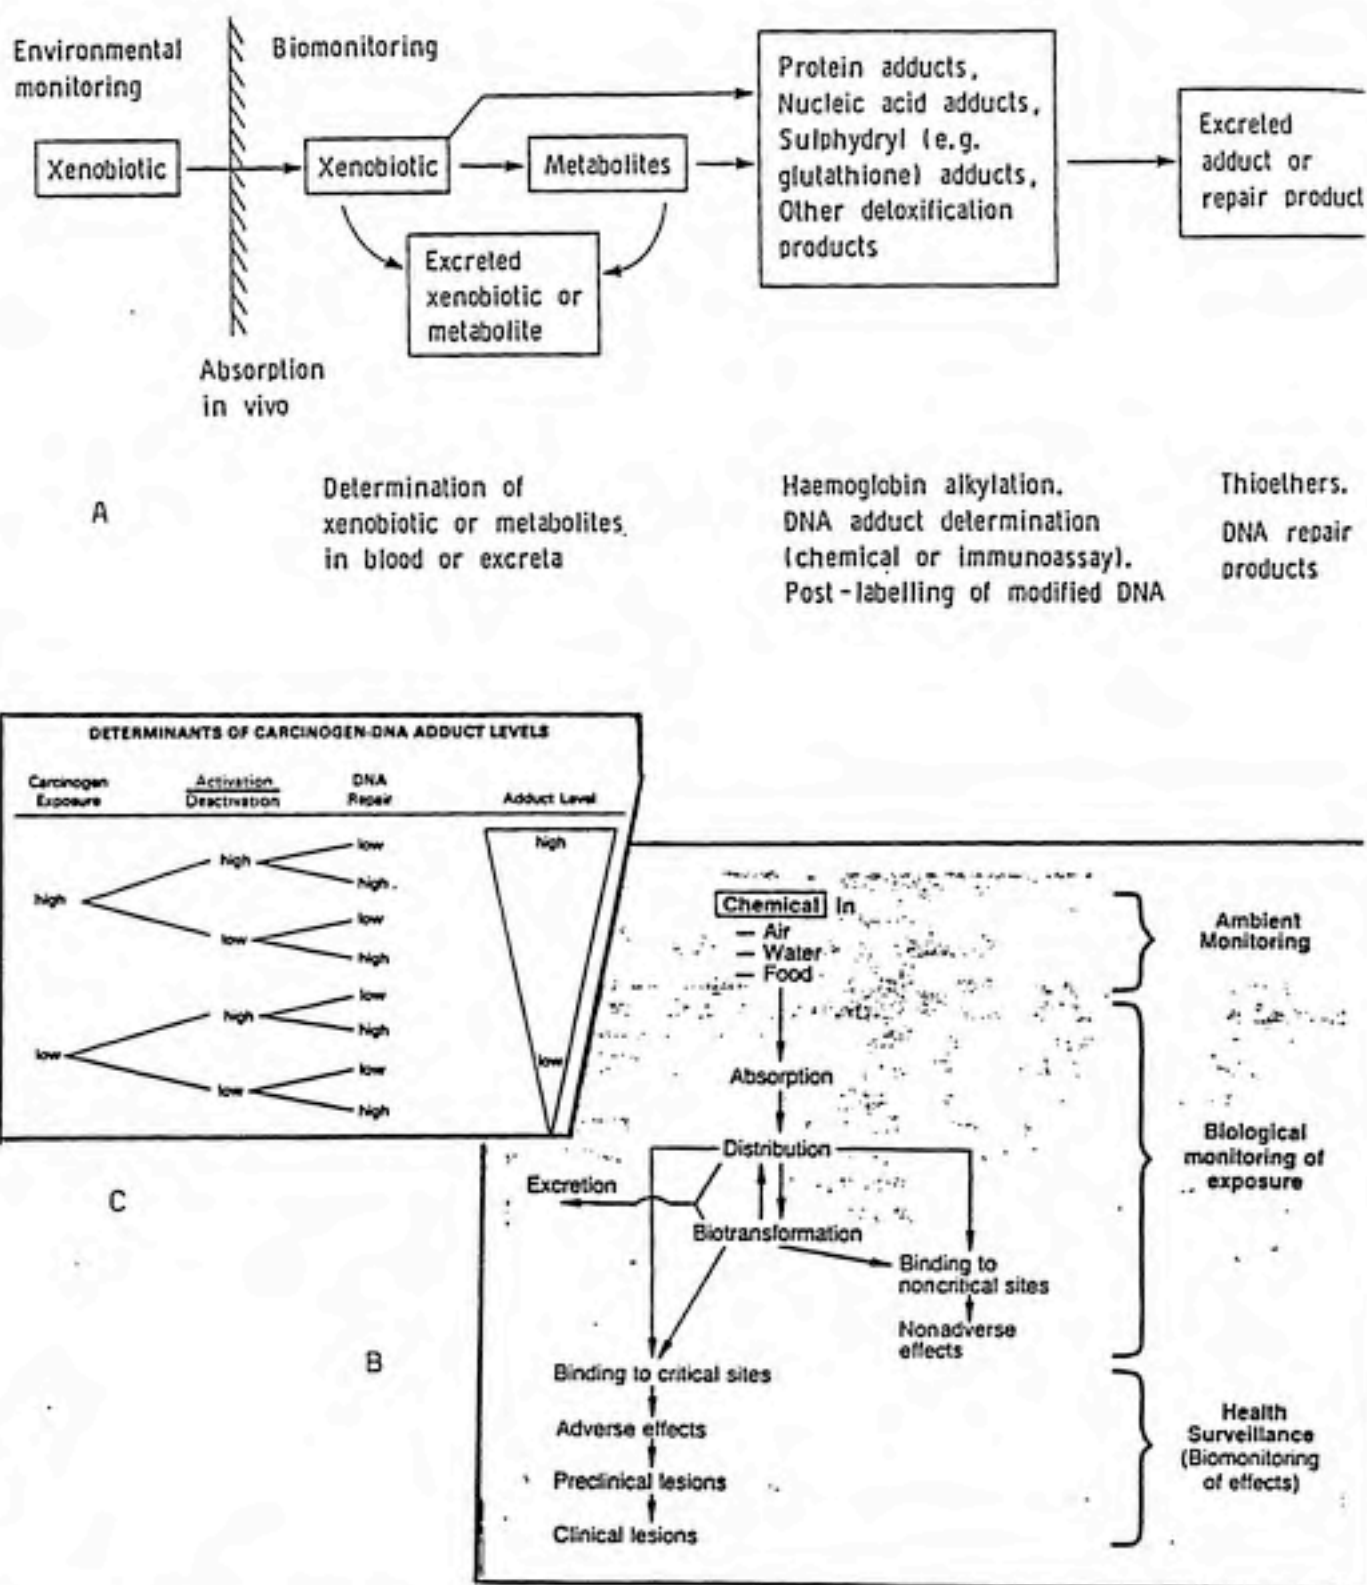 Environmental
monitoring
Biomonitoring
Xenobiotic
Xenobiotic
Metabolites
Excreted
xenobiotic or
metabolite
Protein adducts,
Nucleic acid adducts,
Sulphydryl (e.g.
glutathione) adducts,
Other detoxification
products
Excreted
adduct or
repair product
Absorption
in vivo
A
Determination of
xenobiotic or metabolites
in blood or excreta
Haemoglobin alkylation.
DNA adduct determination
(chemical or immunoassay).
Post-labelling of modified DNA
Thioethers.
DNA repair
products
DETERMINANTS OF CARCINOGEN-DNA ADDUCT LEVELS
Carcinogen
Exposure
Activation
Deactivation
DNA
Repair
Adduct Level
high
high
low
high
low
low
high
low
high
low
high
low
low
high
high
low
C
Chemical In
— Air
— Water
— Food
Absorption
Distribution
Excretion
Biotransformation
Binding to
noncritical sites
Nonadverse
effects
Binding to critical sites
Adverse effects
Preclinical lesions
Clinical lesions
B
Ambient
Monitoring
Biological
monitoring of
exposure
Health
Surveillance
(Biomonitoring
of effects)